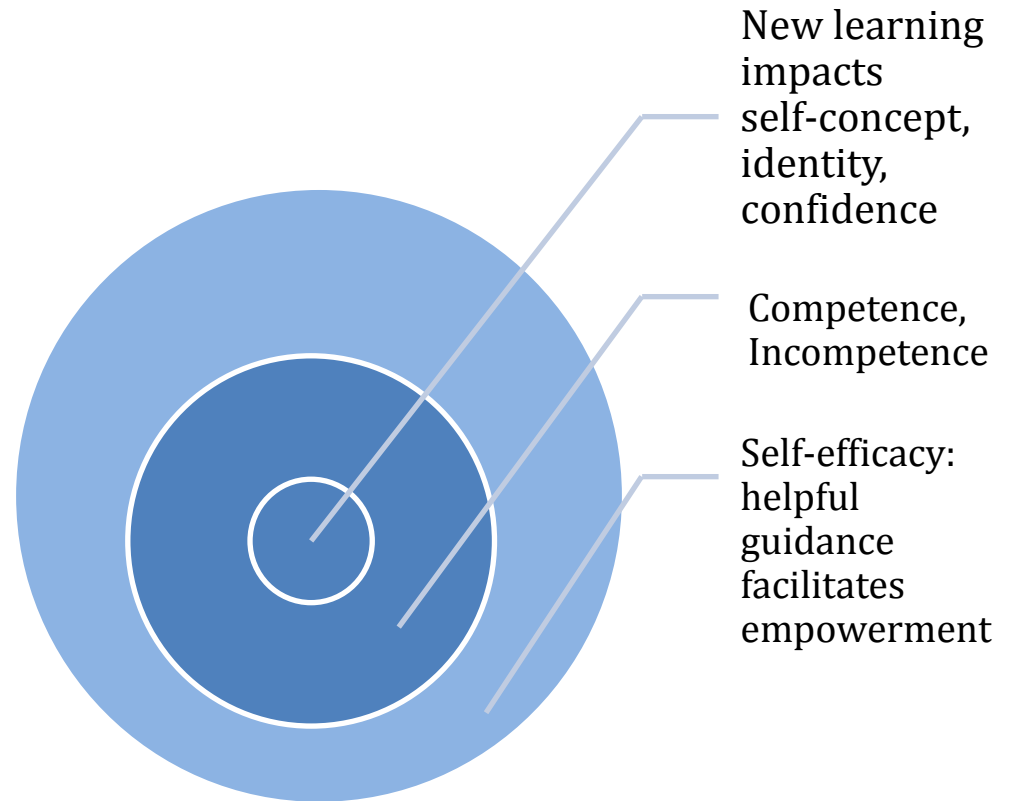 New learning
impacts
self-concept,
identity,
confidence
Competence,
Incompetence
Self-efficacy:
helpful
guidance
facilitates
empowerment